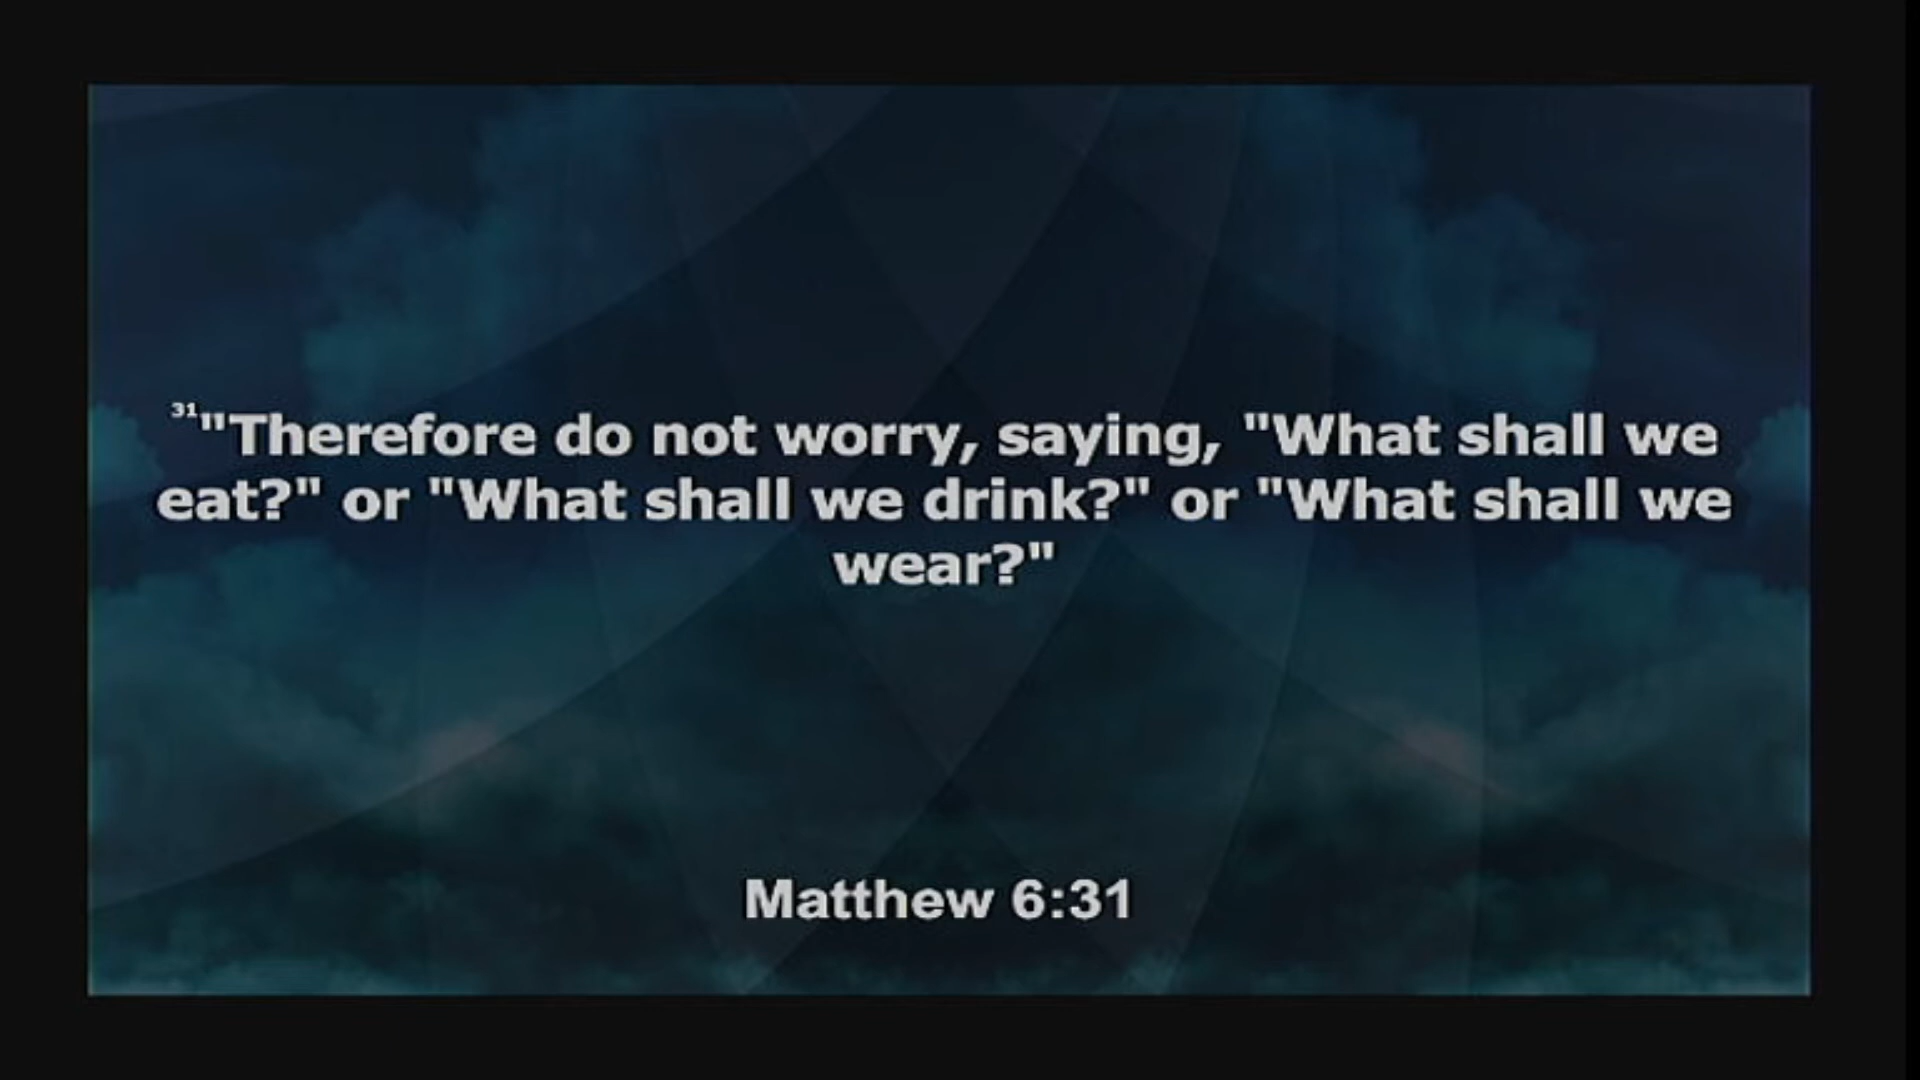 31"Therefore do not worry, saying, "What shall we
eat?" or "What shall we drink?" or "What shall we
wear?"
Matthew 6:31